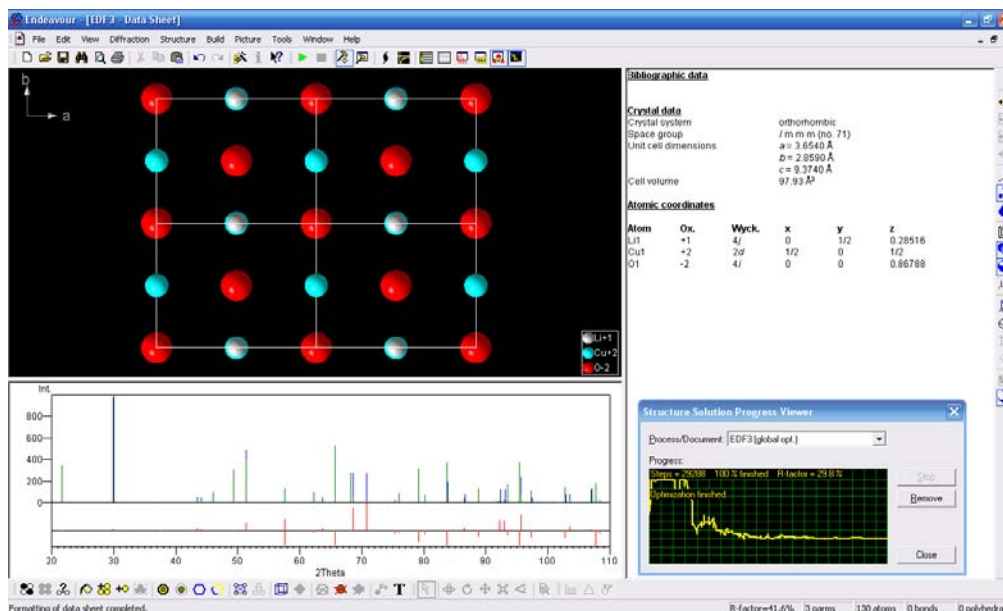 Endeavour - [EDF3 - Data Sheet]
File Edit View Diffraction Structure Build Picture Tools Window Help
b
a
Li+1
Cu+2
O-2
Bibliographic data
Crystal data
Crystal system orthorhombic
Space group I m m m (no. 71)
Unit cell dimensions a = 3.6540 Å
b = 2.8590 Å
c = 9.3740 Å
Cell volume 97.93 Å³
Atomic coordinates
Atom Ox. Wyck. x y z
Li1 +1 4j 0 1/2 0.28516
Cu1 +2 2d 1/2 0 1/2
O1 -2 4i 0 0 0.86788
Int.
800
600
400
200
0
20 30 40 50 60 70 80 90 100 110
2Theta
Structure Solution Progress Viewer
Process/Document: EDF3 (global opt.)
Progress:
Steps = 29288 100 % finished R-factor = 29.8 %
Optimization finished
Stop
Remove
Close
T
Formatting of data sheet completed.
R-factor=41.6% 3 parms 130 atoms 0 bonds 0 polyhedra